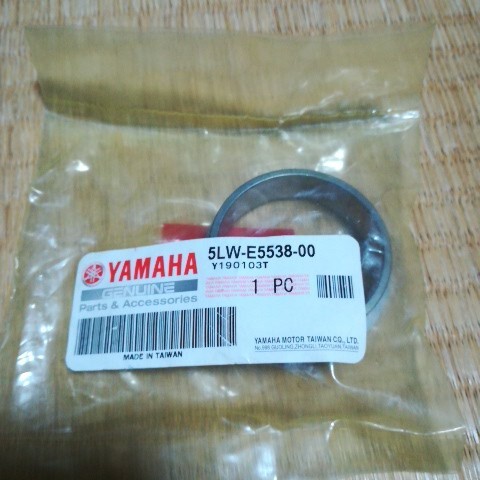 YAMAHA
GENUINE
Parts & Accessories
5LW-E5538-00
Y190103T
1 PC
MADE IN TAIWAN
YAMAHA MOTOR TAIWAN CO., LTD.